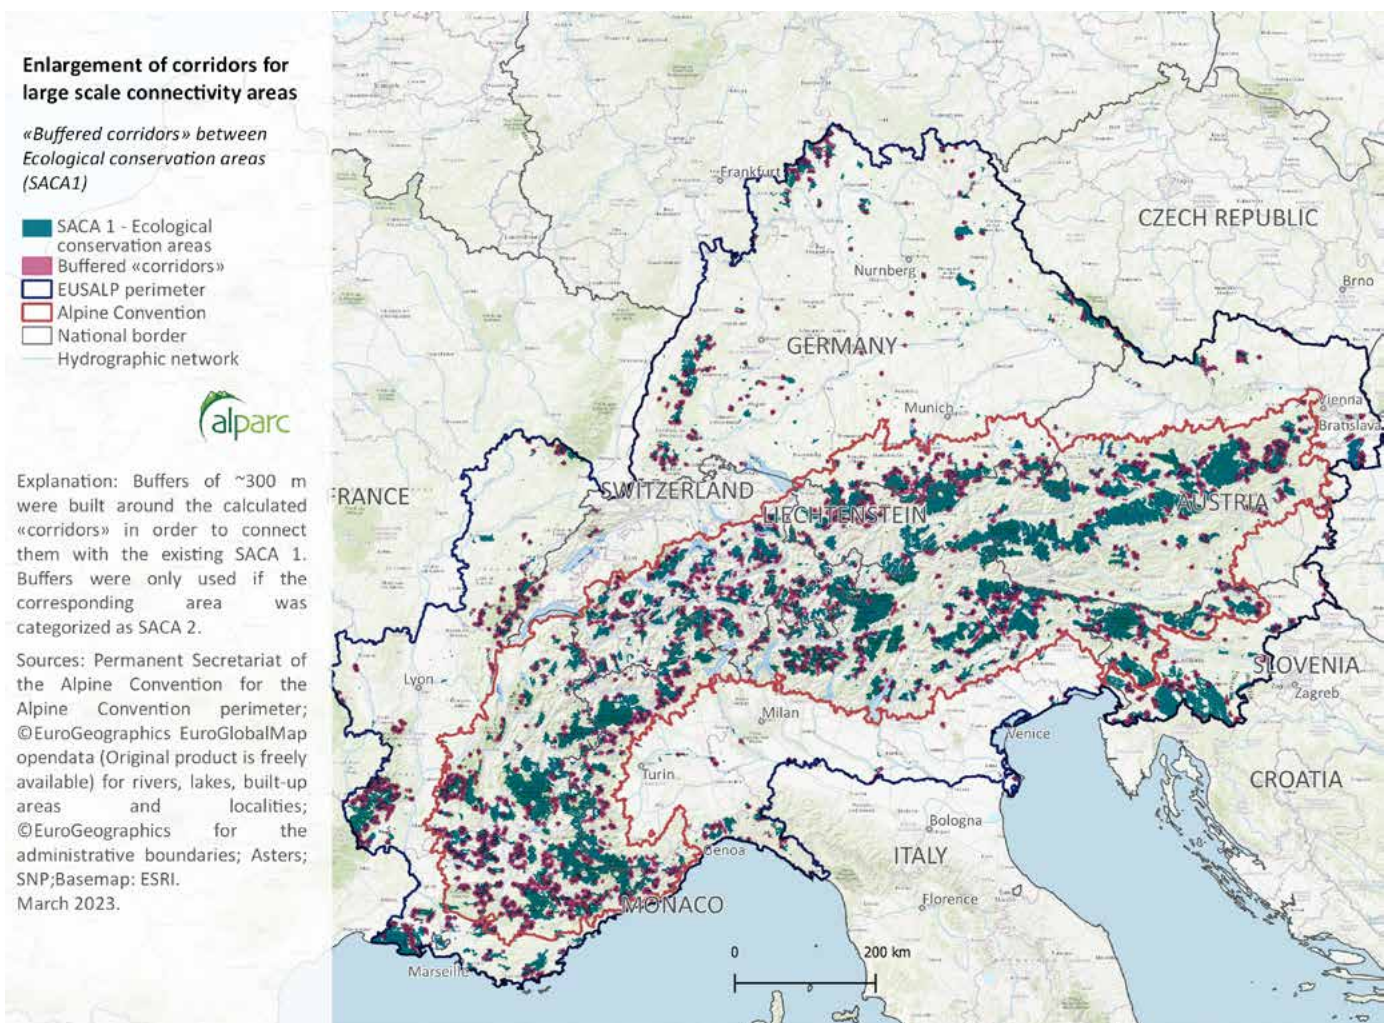 Enlargement of corridors for
large scale connectivity areas
«Buffered corridors» between
Ecological conservation areas
(SACA1)
SACA 1 - Ecological
conservation areas
Buffered «corridors»
EUSALP perimeter
Alpine Convention
National border
Hydrographic network
alparc
Explanation: Buffers of ~300 m
were built around the calculated
«corridors» in order to connect
them with the existing SACA 1.
Buffers were only used if the
corresponding area was
categorized as SACA 2.
Sources: Permanent Secretariat of
the Alpine Convention for the
Alpine Convention perimeter;
©EuroGeographics EuroGlobalMap
opendata (Original product is freely
available) for rivers, lakes, built-up
areas and localities;
©EuroGeographics for the
administrative boundaries; Asters;
SNP;Basemap: ESRI.
March 2023.
Frankfurt
CZECH REPUBLIC
Nurnberg
Brno
GERMANY
Munich
Vienna
Bratislava
FRANCE
SWITZERLAND
LIECHTENSTEIN
AUSTRIA
SLOVENIA
Lyon
Zagreb
Milan
Venice
Turin
CROATIA
Bologna
Genoa
ITALY
MONACO
Florence
Marseille
0
200 km